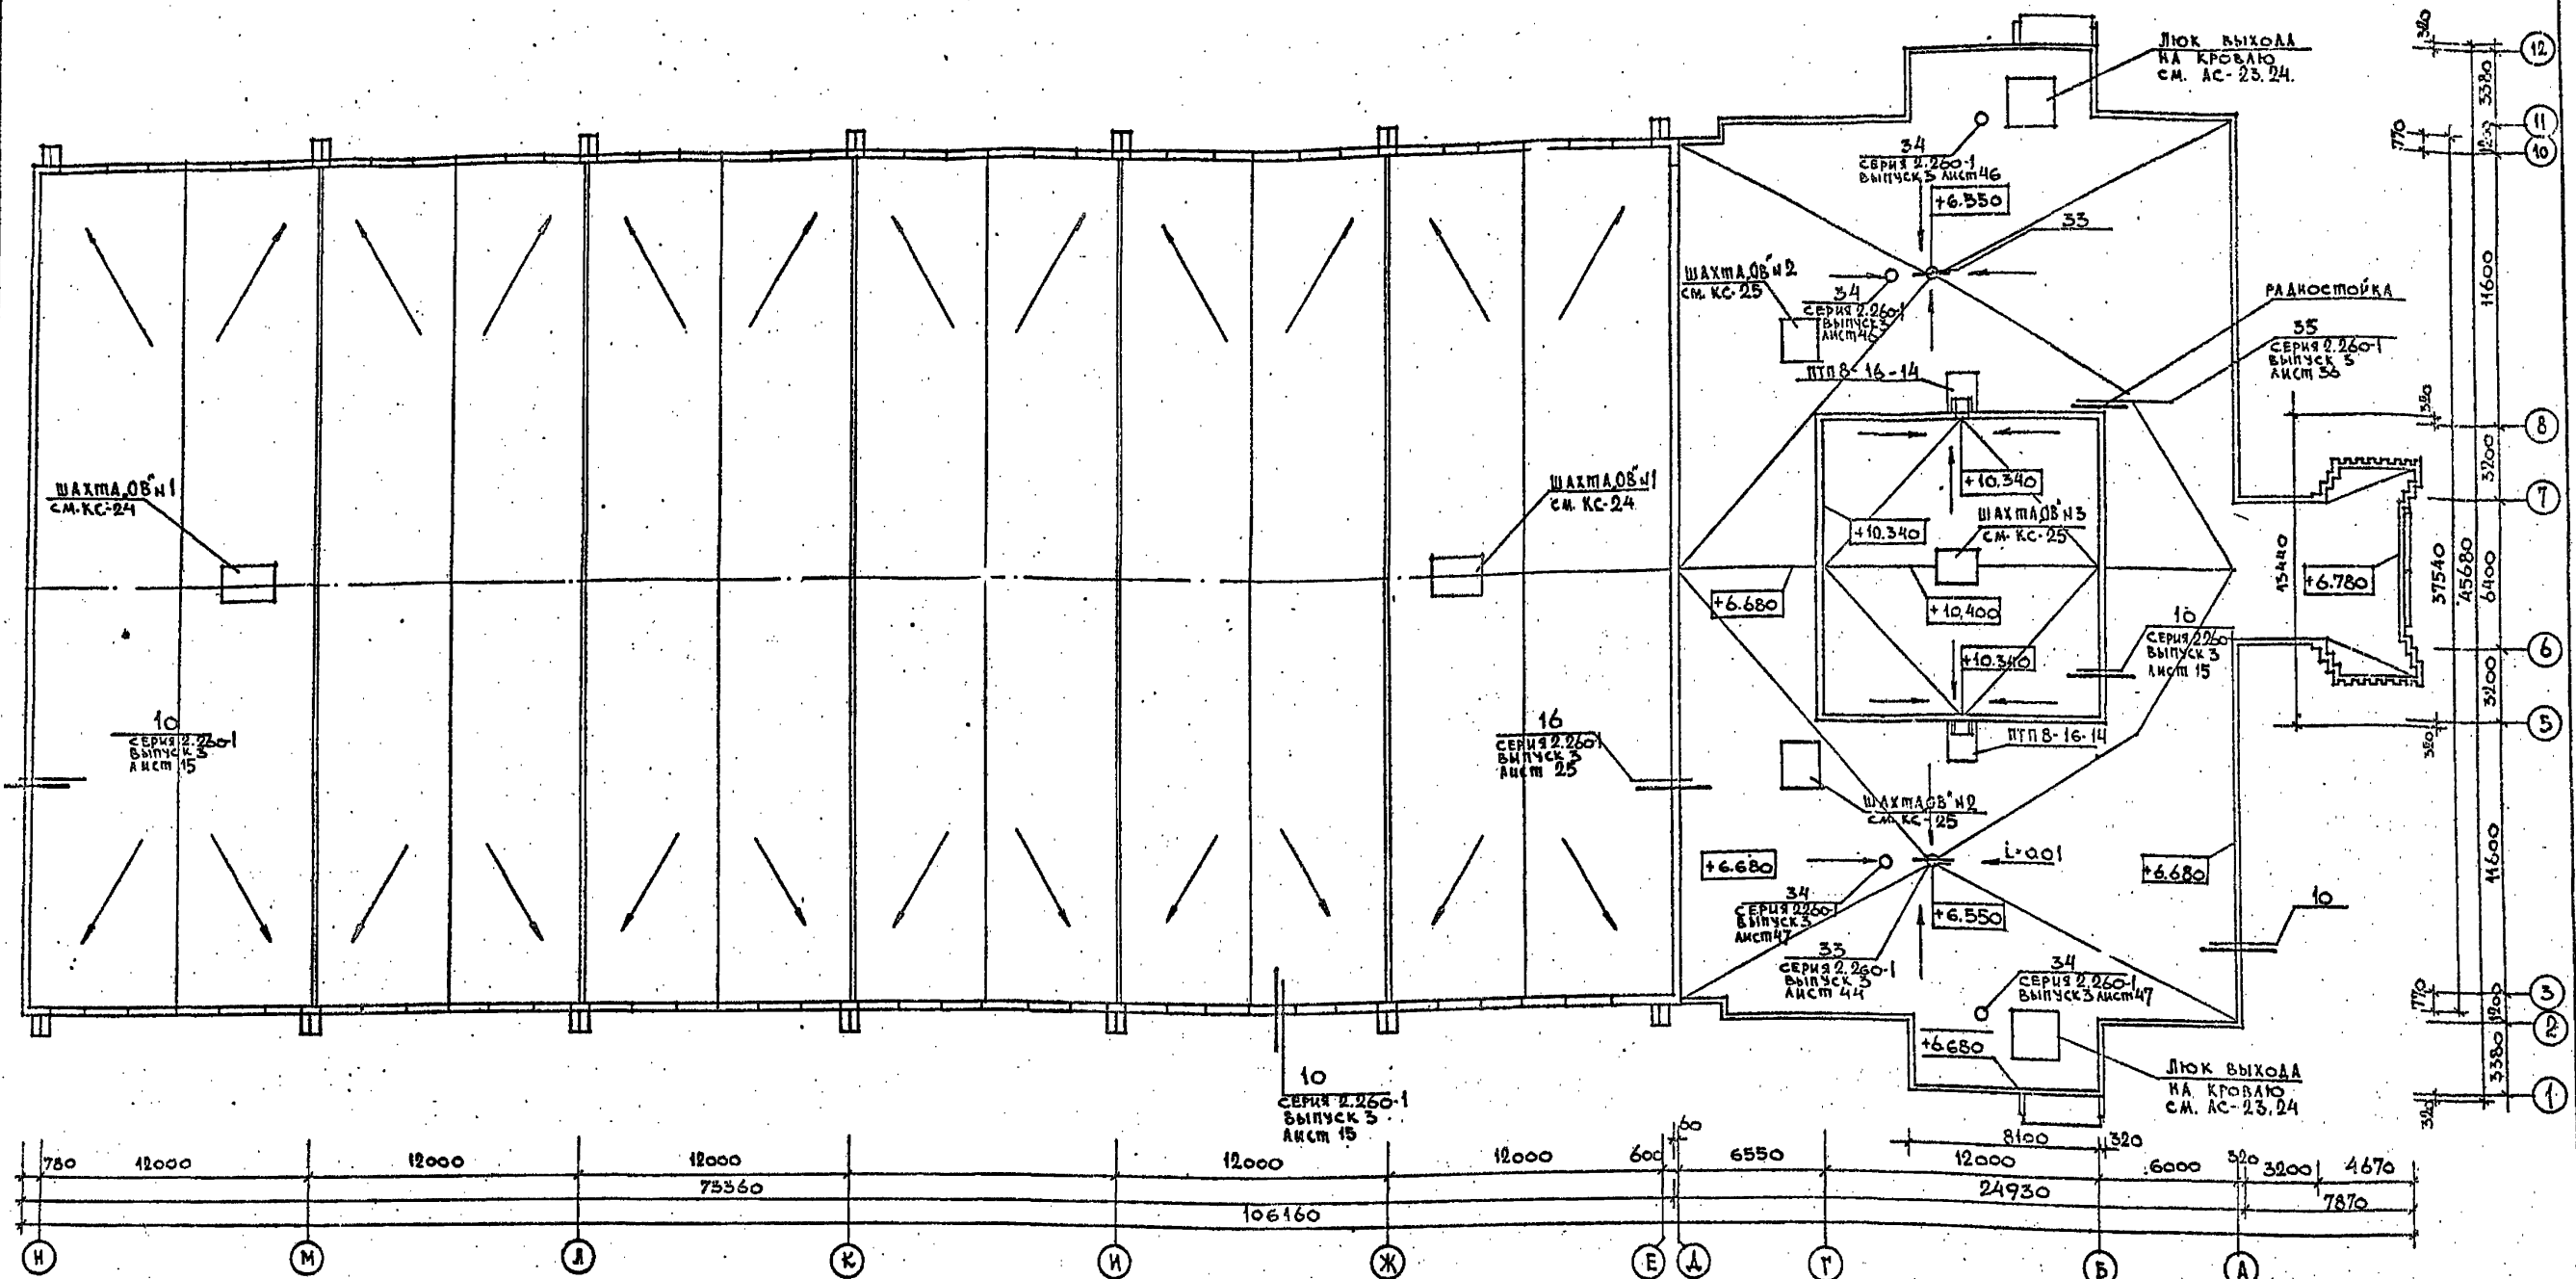 ЛЮК ВЫХОДА
НА КРОВЛЮ
СМ. АС-23.24.
34
СЕРИЯ 2.260-1
ВЫПУСК 3 ЛИСТ 46
+6.550
33
ШАХТА „ОВ" №2
СМ. КС-25
34
СЕРИЯ 2.260-1
ВЫПУСК 3
ЛИСТ 46
ПТП 8-16-14
РАДИОСТОЙКА
35
СЕРИЯ 2.260-1
ВЫПУСК 3
ЛИСТ 36
ШАХТА „ОВ" №1
СМ. КС-24
ШАХТА „ОВ" №1
СМ. КС-24
+10.340
+10.340
ШАХТА „ОВ" №3
СМ. КС-25
+10.400
+10.340
+6.680
+6.780
10
СЕРИЯ 2.260
ВЫПУСК 3
ЛИСТ 15
10
СЕРИЯ 2.260-1
ВЫПУСК 3
ЛИСТ 15
16
СЕРИЯ 2.260-1
ВЫПУСК 3
ЛИСТ 25
ПТП 8-16-14
ШАХТА „ОВ" №2
СМ. КС-25
+6.680
i=0.01
+6.680
34
СЕРИЯ 2.260-1
ВЫПУСК 3
ЛИСТ 47
+6.550
10
33
СЕРИЯ 2.260-1
ВЫПУСК 3
ЛИСТ 44
34
СЕРИЯ 2.260-1
ВЫПУСК 3 ЛИСТ 47
+6.680
ЛЮК ВЫХОДА
НА КРОВЛЮ
СМ. АС-23.24
10
СЕРИЯ 2.260-1
ВЫПУСК 3
ЛИСТ 15
320
3380
770
1200
11600
320
3200
13440
37540
45680
6400
3200
320
11600
770
1200
3380
320
12
11
10
8
7
6
5
3
2
1
60
8100
320
780
12000
12000
12000
12000
12000
600
6550
12000
6000
320
3200
4670
73360
24930
7870
106160
Н
М
Л
К
И
Ж
Е
Д
Г
Б
А